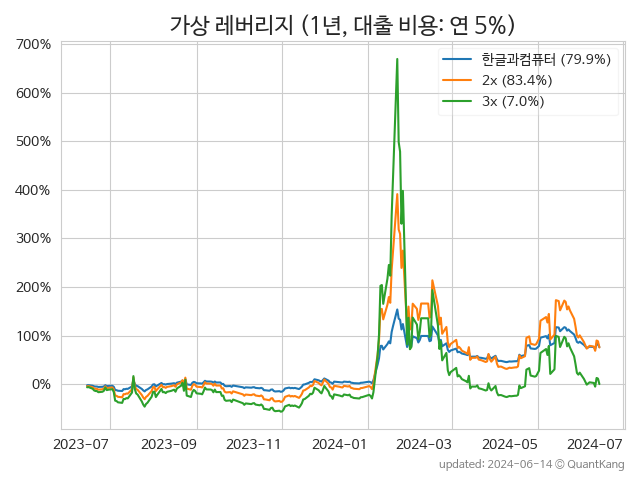 가상 레버리지 (1년, 대출 비용: 연 5%)
700%
600%
500%
400%
300%
200%
100%
0%
한글과컴퓨터 (79.9%)
2x (83.4%)
3x (7.0%)
2023-07 2023-09 2023-11 2024-01 2024-03 2024-05 2024-07
updated: 2024-06-14 © QuantKang